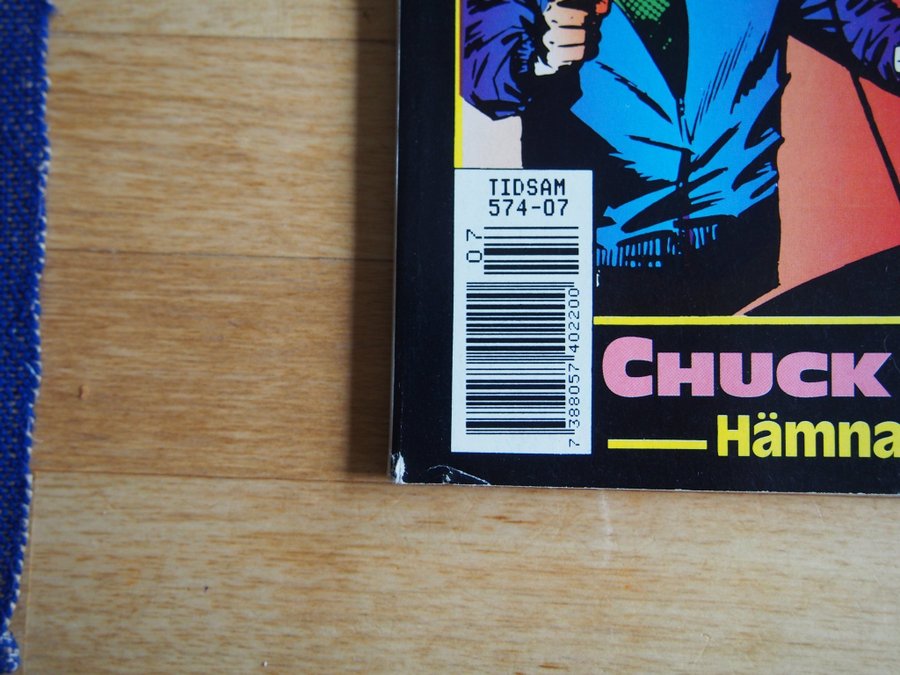 TIDSAM
574-07
07
7 388057 402200
CHUCK
Hämna